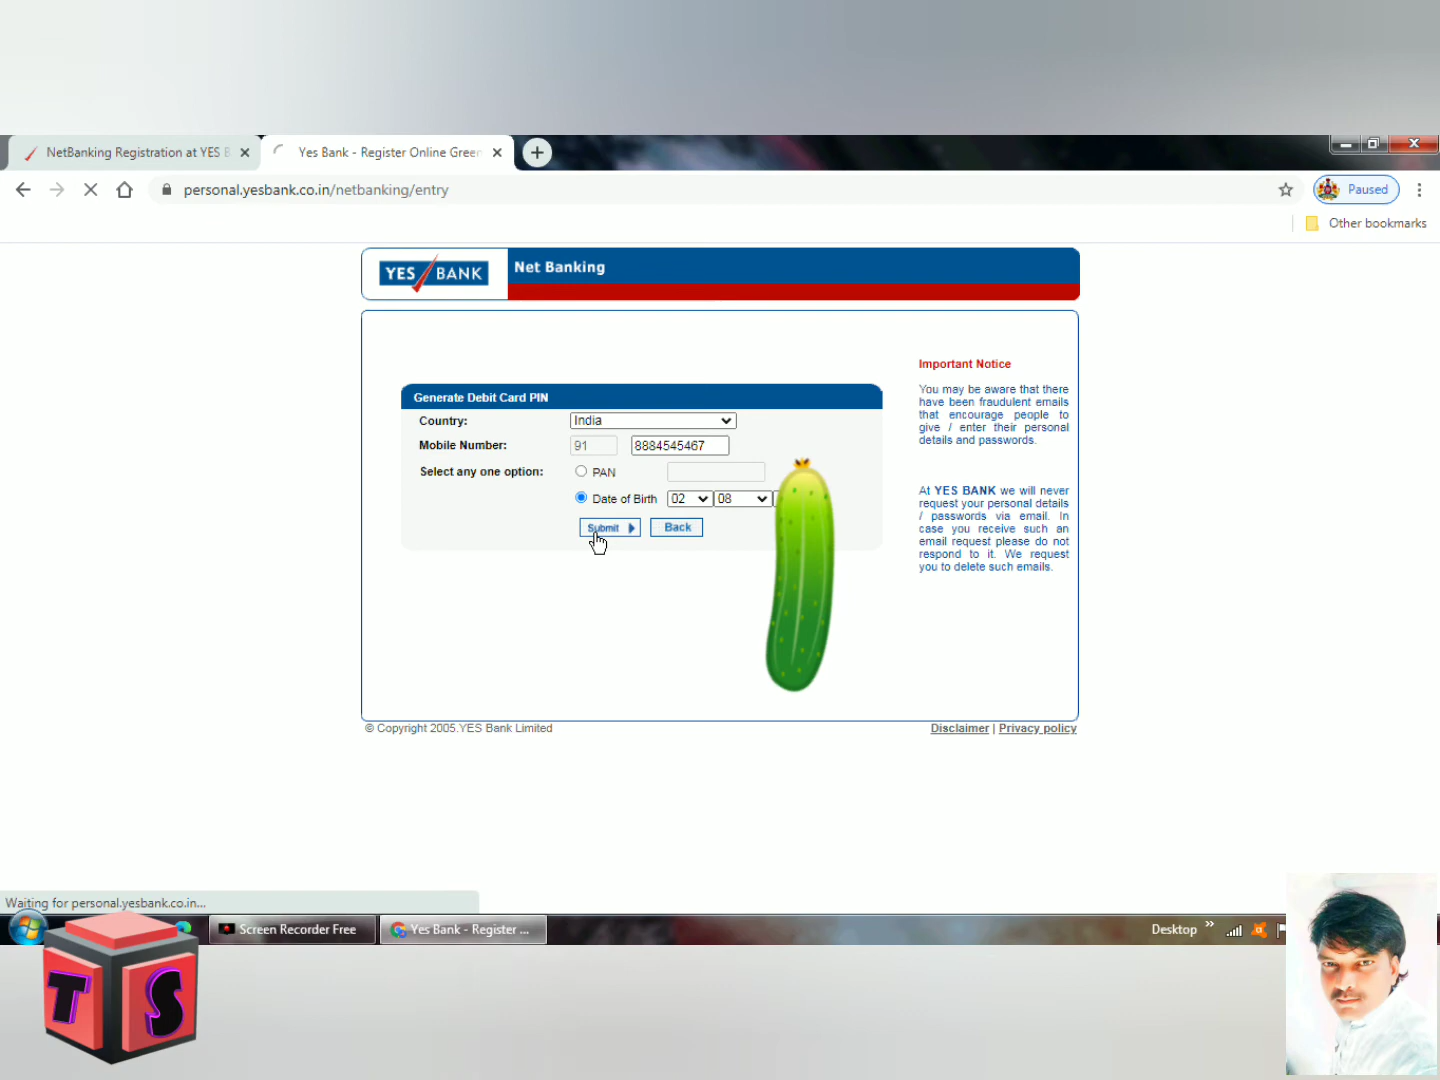 NetBanking Registration at YES B
Yes Bank - Register Online Green
personal.yesbank.co.in/netbanking/entry
Paused
Other bookmarks
YES BANK
Net Banking
Important Notice
You may be aware that there
have been fraudulent emails
that encourage people to
give / enter their personal
details and passwords.
Generate Debit Card PIN
Country:
India
Mobile Number:
91
8884545467
Select any one option:
PAN
Date of Birth
02
08
Submit
Back
At YES BANK we will never
request your personal details
/ passwords via email. In
case you receive such an
email request please do not
respond to it. We request
you to delete such emails.
© Copyright 2005.YES Bank Limited
Disclaimer | Privacy policy
Waiting for personal.yesbank.co.in...
Screen Recorder Free
Yes Bank - Register ...
Desktop
TS